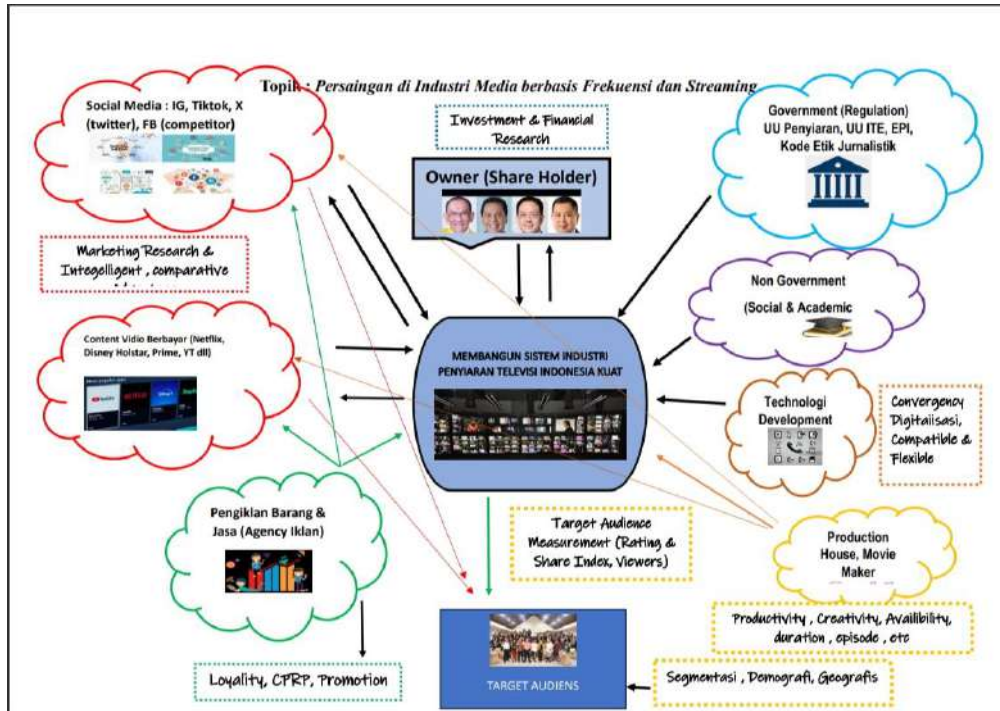 Topik : Persaingan di Industri Media berbasis Frekuensi dan Streaming
Social Media : IG, Tiktok, X
(twitter), FB (competitor)
Investment & Financial
Research
Owner (Share Holder)
Government (Regulation)
UU Penyiaran, UU ITE, EPI,
Kode Etik Jurnalistik
Marketing Research &
Integelligent , comparative
Non Government
(Social & Academic
Content Vidio Berbayar (Netflix,
Disney Holstar, Prime, YT dll)
MEMBANGUN SISTEM INDUSTRI
PENYIARAN TELEVISI INDONESIA KUAT
Technologi
Development
Convergency
Digitalisasi,
Compatible &
Flexible
Pengiklan Barang &
Jasa (Agency Iklan)
Target Audience
Measurement (Rating &
Share Index, Viewers)
Production
House, Movie
Maker
Productivity , Creativity, Availibility,
duration , episode , etc
Loyality, CPRP, Promotion
TARGET AUDIENS
Segmentasi , Demografi, Geografis